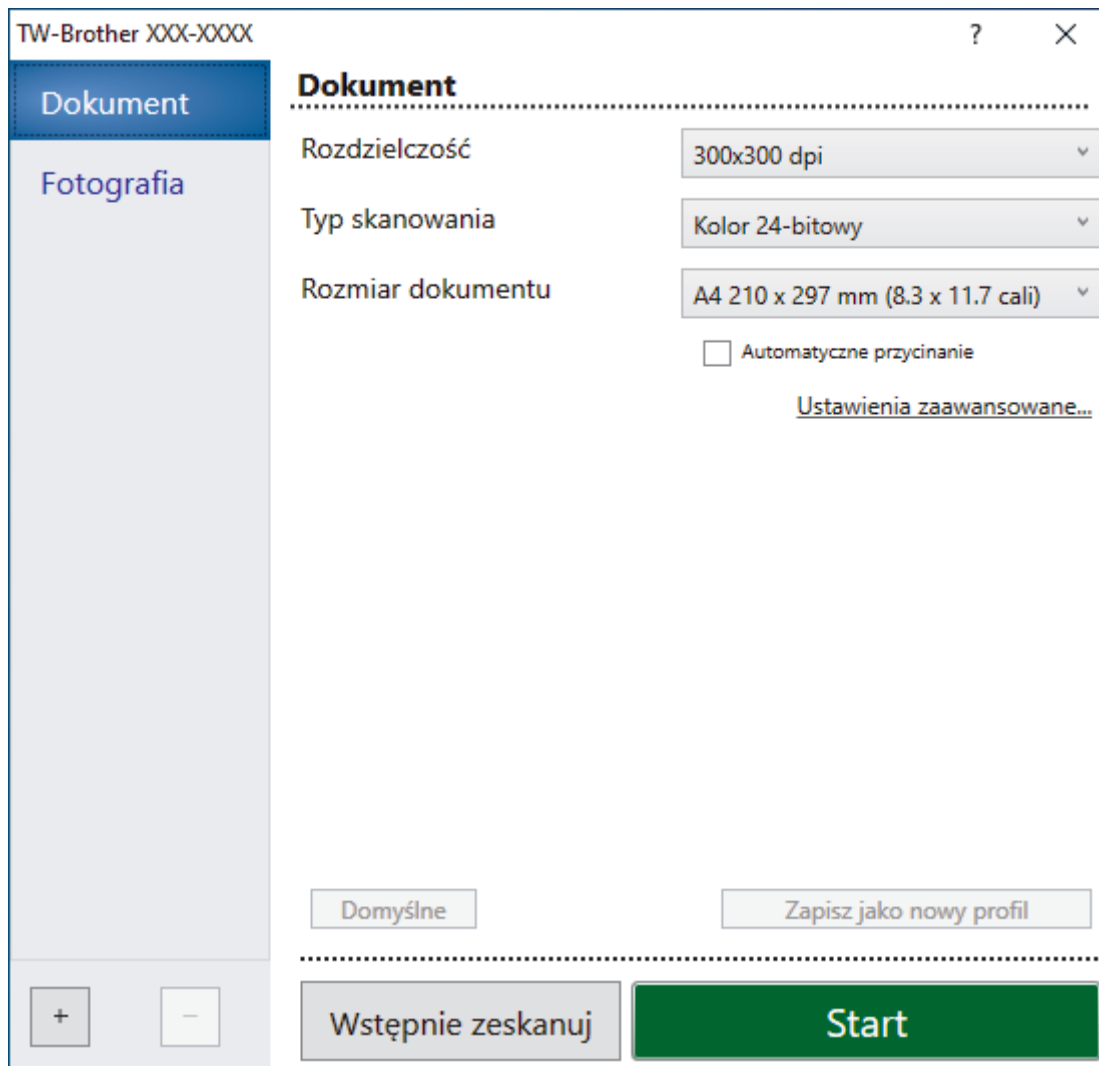 TW-Brother XXX-XXXX
?
Dokument
Fotografia
Dokument
Rozdzielczość
300x300 dpi
Typ skanowania
Kolor 24-bitowy
Rozmiar dokumentu
A4 210 x 297 mm (8.3 x 11.7 cali)
Automatyczne przycinanie
Ustawienia zaawansowane...
Domyślne
Zapisz jako nowy profil
+
−
Wstępnie zeskanuj
Start